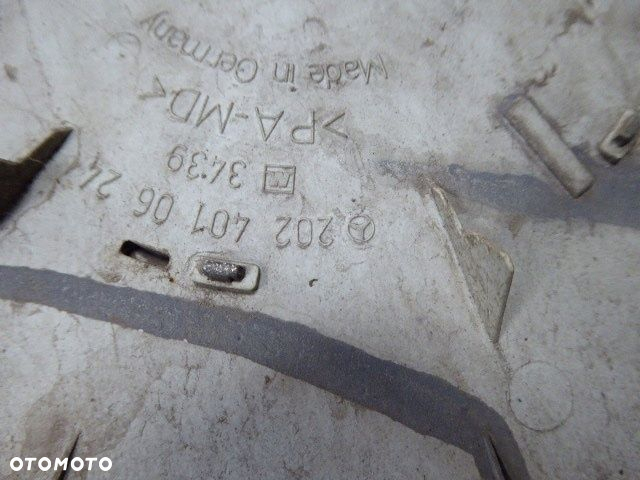 202 401 06 24
3439
>PA-MD<
Made in Germany
OTOMOTO